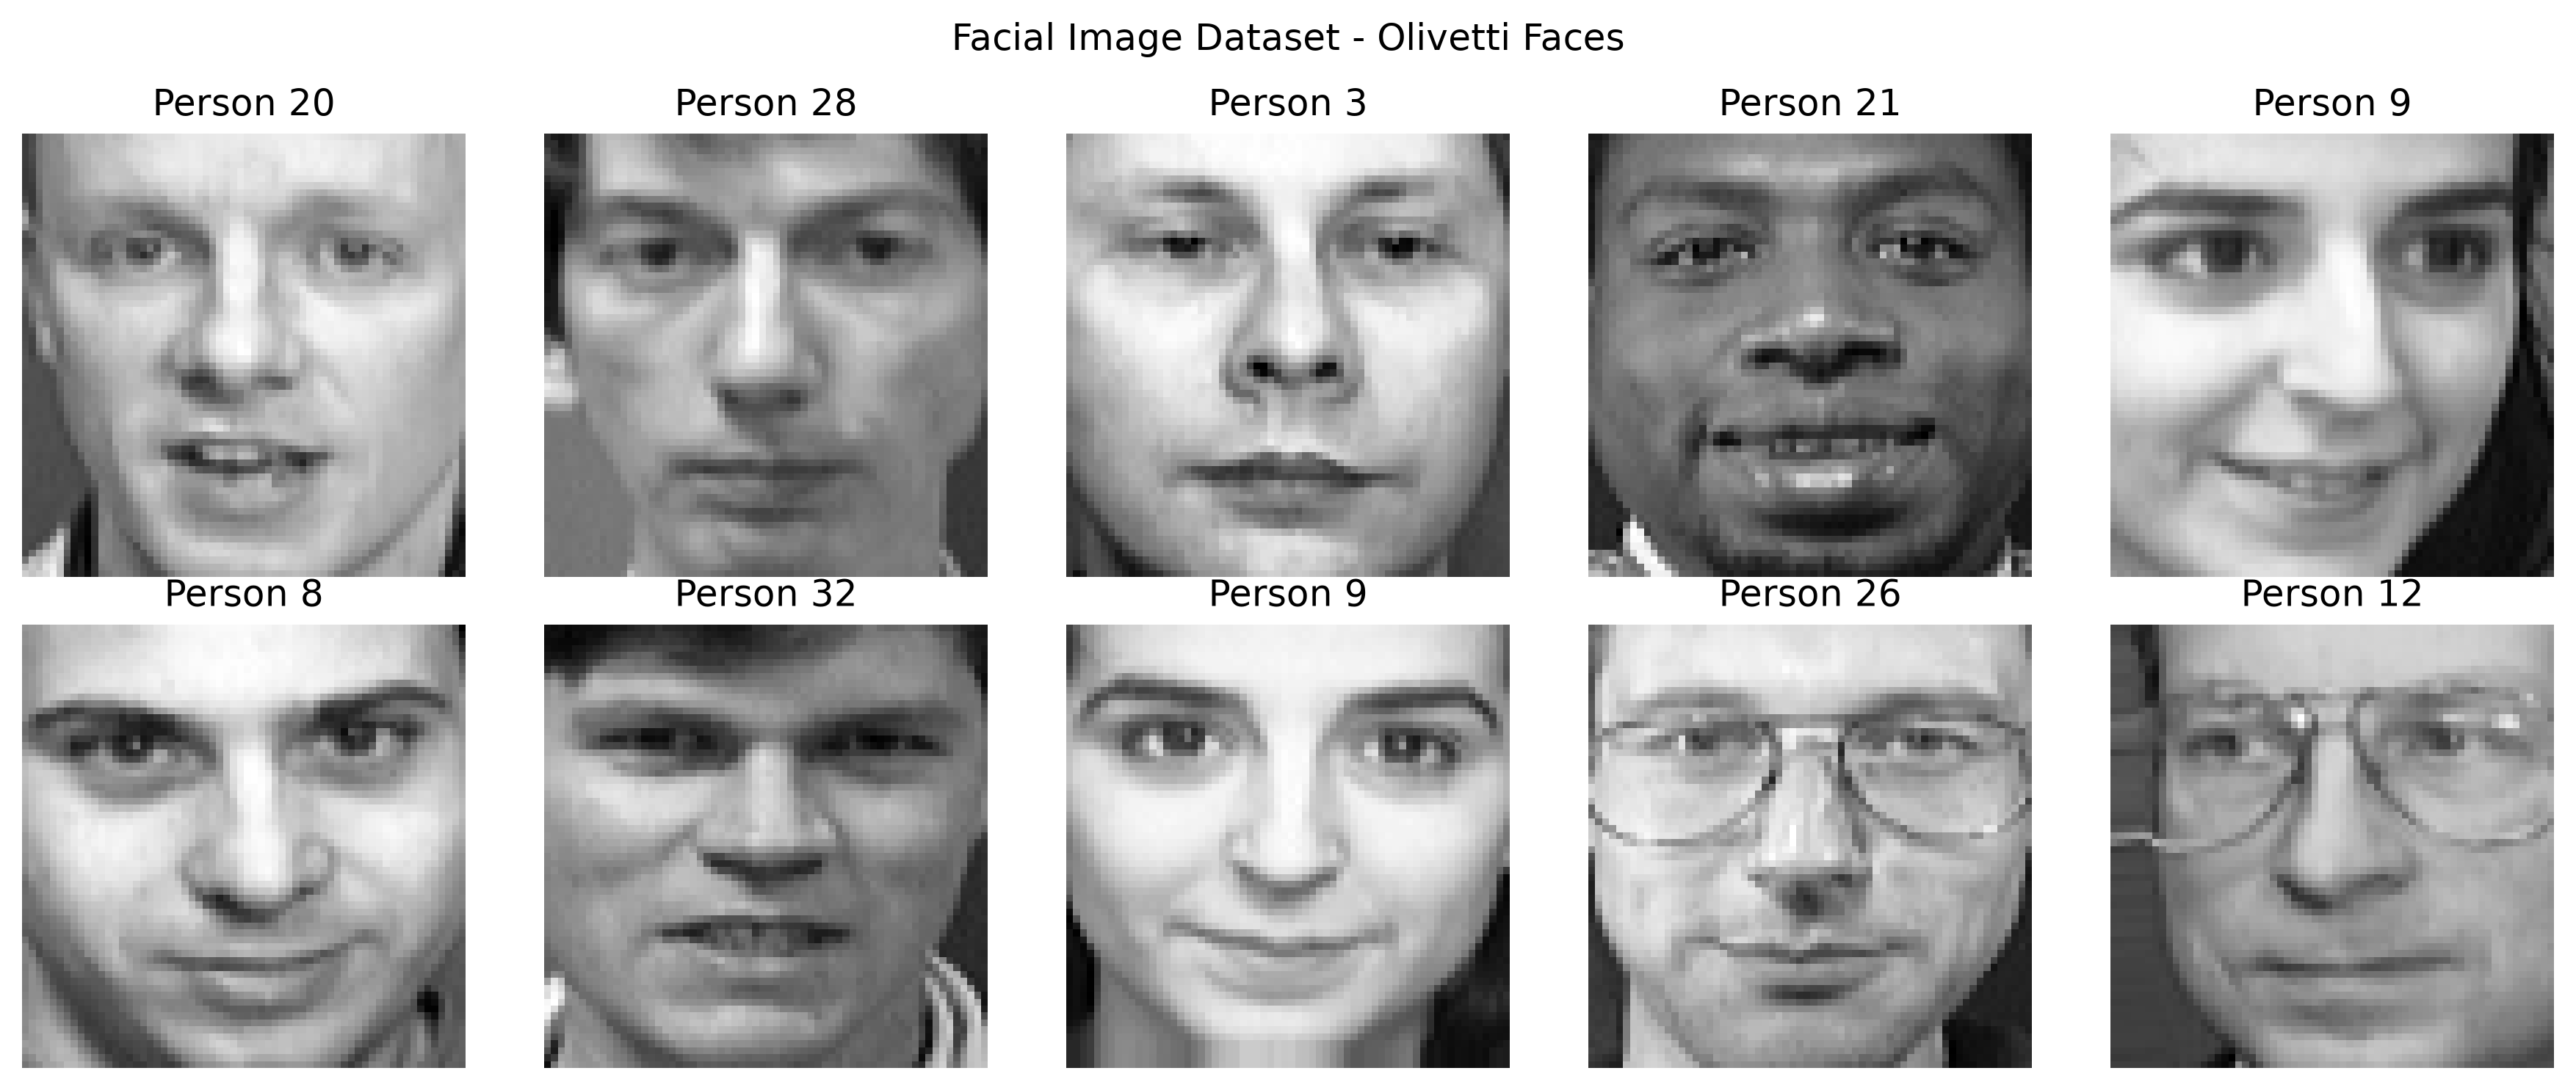 Facial Image Dataset - Olivetti Faces
Person 20
Person 28
Person 3
Person 21
Person 9
Person 8
Person 32
Person 9
Person 26
Person 12